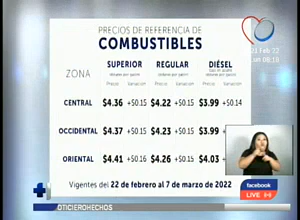 PRECIOS DE REFERENCIA DE
COMBUSTIBLES
ZONA
SUPERIOR
REGULAR
DIÉSEL
Precio Variación Precio Variación Precio Variación
CENTRAL $4.36 +$0.15 $4.22 +$0.15 $3.99 +$0.14
OCCIDENTAL $4.37 +$0.15 $4.23 +$0.15 $3.99
ORIENTAL $4.41 +$0.16 $4.26 +$0.15 $4.03
Vigentes del 22 de febrero al 7 de marzo de 2022
facebook
LIVE
OTICIEROHECHOS